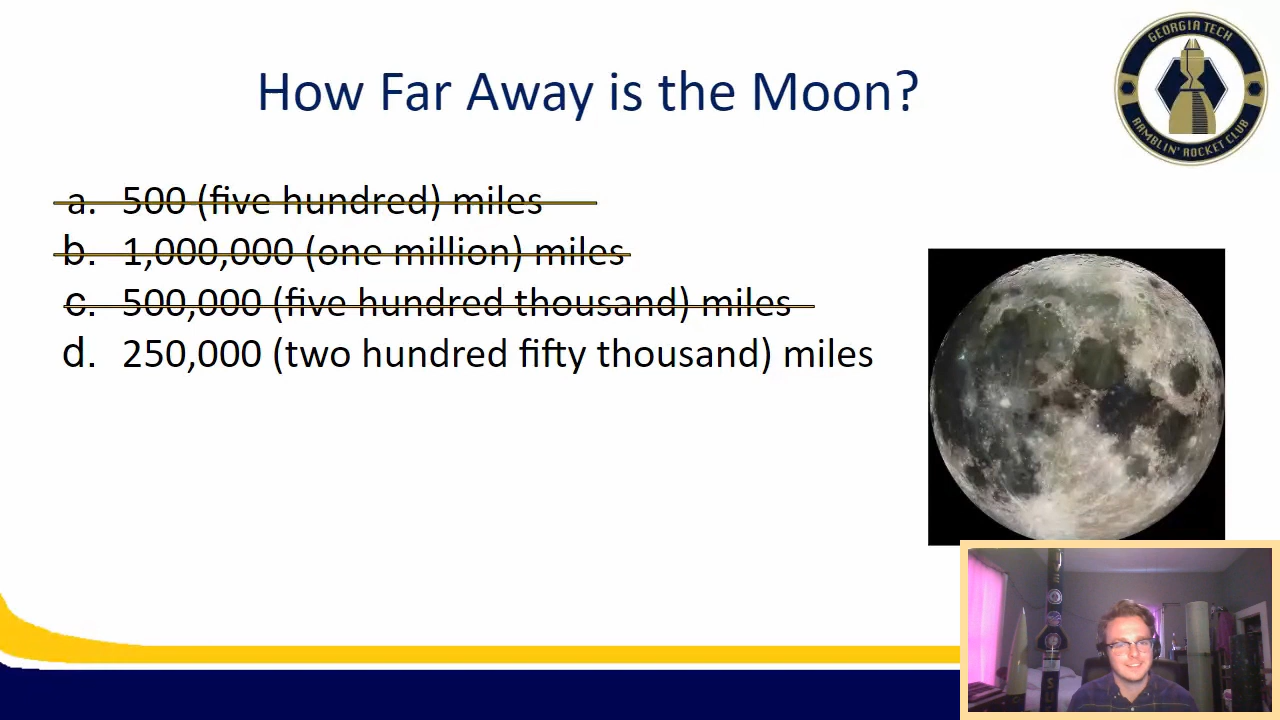 How Far Away is the Moon?
GEORGIA TECH
RAMBLIN' ROCKET CLUB
a. 500 (five hundred) miles
b. 1,000,000 (one million) miles
c. 500,000 (five hundred thousand) miles
d. 250,000 (two hundred fifty thousand) miles